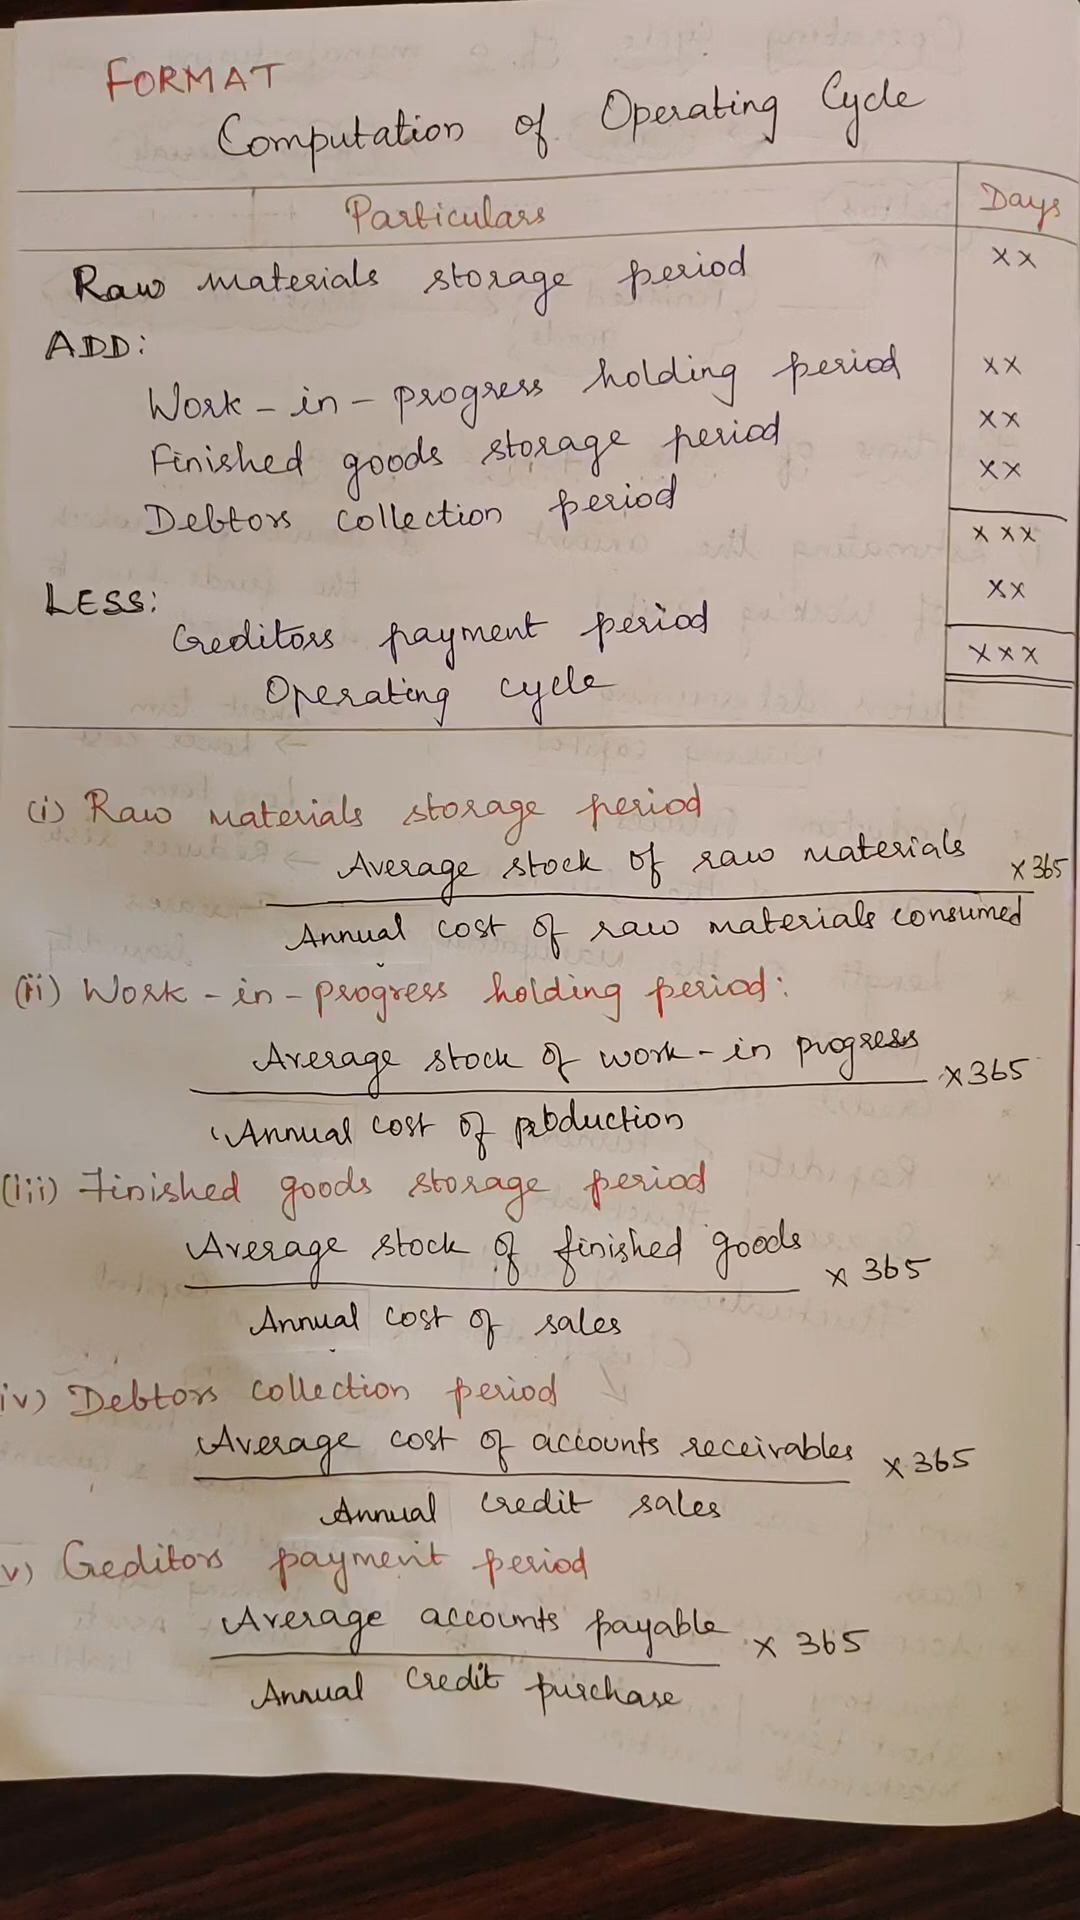 FORMAT
Computation of Operating Cycle
Particulars Days
Raw materials storage period xx
ADD:
Work-in-progress holding period xx
Finished goods storage period xx
Debtors collection period xx
xxx
LESS:
Creditors payment period xx
Operating cycle xxx
(i) Raw materials storage period
Average stock of raw materials x 365
Annual cost of raw materials consumed
(ii) Work-in-progress holding period:
Average stock of work-in progress x 365
Annual cost of production
(iii) Finished goods storage period
Average stock of finished goods x 365
Annual cost of sales
iv) Debtors collection period
Average cost of accounts receivables x 365
Annual credit sales
v) Creditors payment period
Average accounts payable x 365
Annual Credit purchase